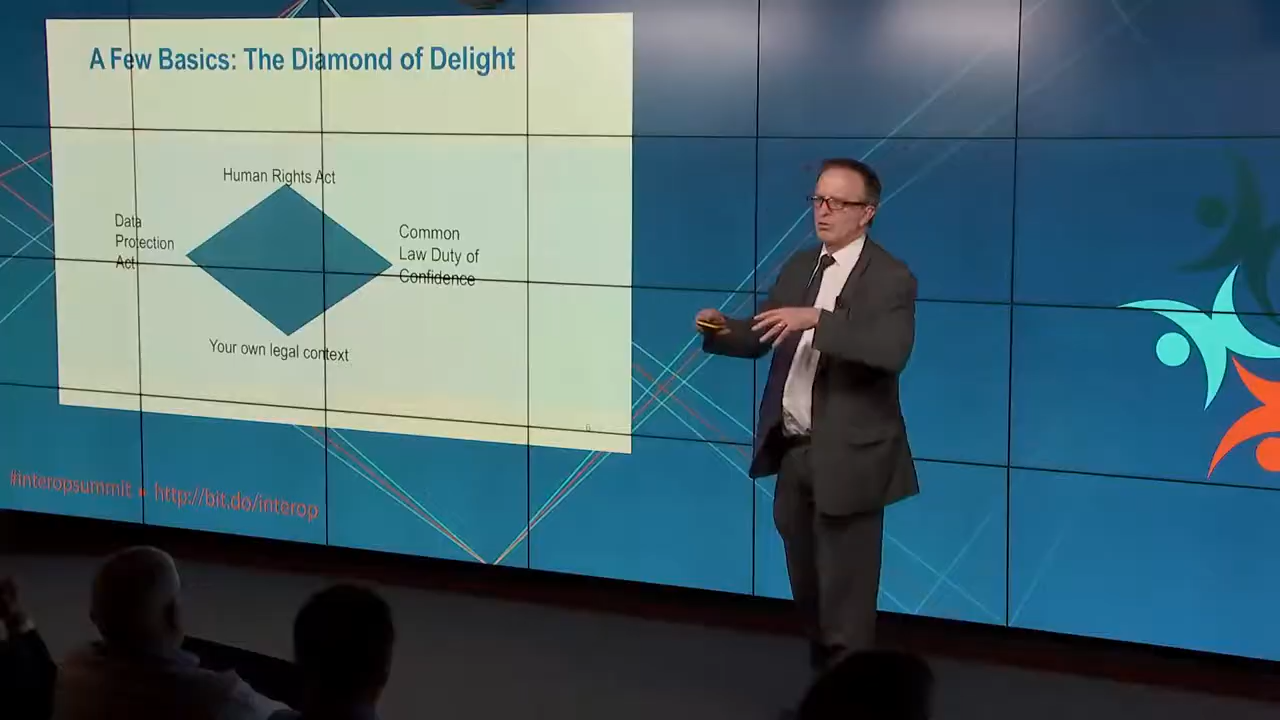 A Few Basics: The Diamond of Delight
Human Rights Act
Data
Protection
Act
Common
Law Duty of
Confidence
Your own legal context
6
#interopsummit • http://bit.do/interop